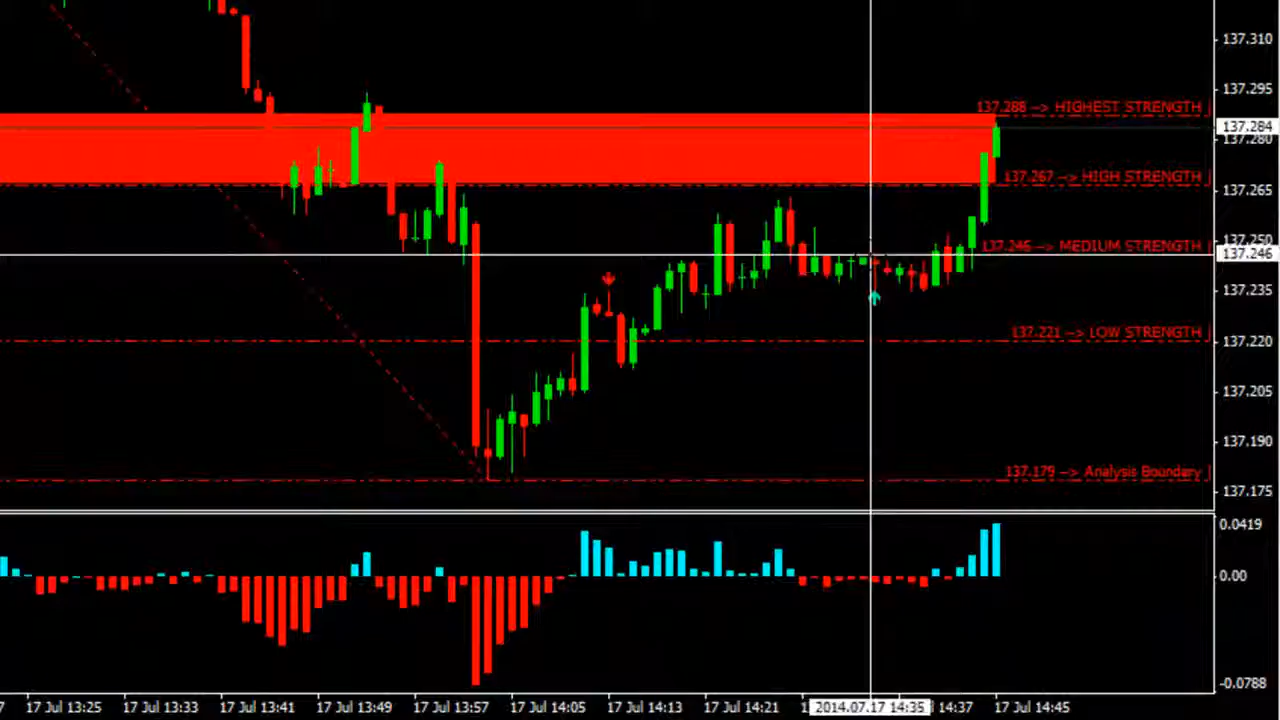 137.310
137.295
137.288 --> HIGHEST STRENGTH
137.284
137.280
137.267 --> HIGH STRENGTH
137.265
137.250
137.246 --> MEDIUM STRENGTH
137.246
137.235
137.221 --> LOW STRENGTH
137.220
137.205
137.190
137.179 --> Analysis Boundary
137.175
0.0419
0.00
-0.0788
17 Jul 13:25 17 Jul 13:33 17 Jul 13:41 17 Jul 13:49 17 Jul 13:57 17 Jul 14:05 17 Jul 14:13 17 Jul 14:21 2014.07.17 14:35 14:37 17 Jul 14:45